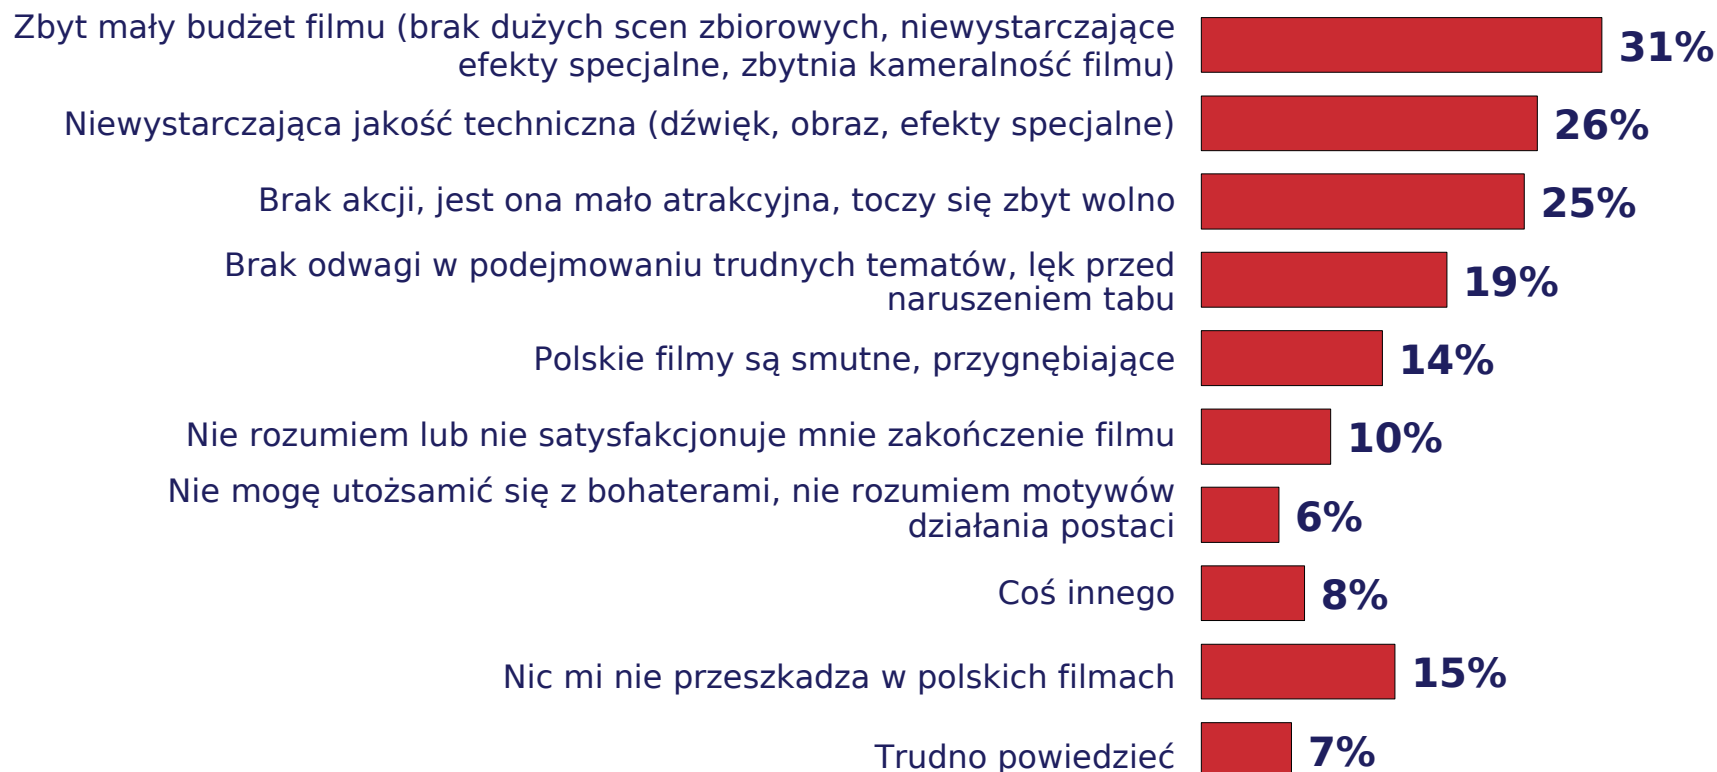 Zbyt mały budżet filmu (brak dużych scen zbiorowych, niewystarczające
efekty specjalne, zbytnia kameralność filmu)
31%
Niewystarczająca jakość techniczna (dźwięk, obraz, efekty specjalne)
26%
Brak akcji, jest ona mało atrakcyjna, toczy się zbyt wolno
25%
Brak odwagi w podejmowaniu trudnych tematów, lęk przed
naruszeniem tabu
19%
Polskie filmy są smutne, przygnębiające
14%
Nie rozumiem lub nie satysfakcjonuje mnie zakończenie filmu
10%
Nie mogę utożsamić się z bohaterami, nie rozumiem motywów
działania postaci
6%
Coś innego
8%
Nic mi nie przeszkadza w polskich filmach
15%
Trudno powiedzieć
7%